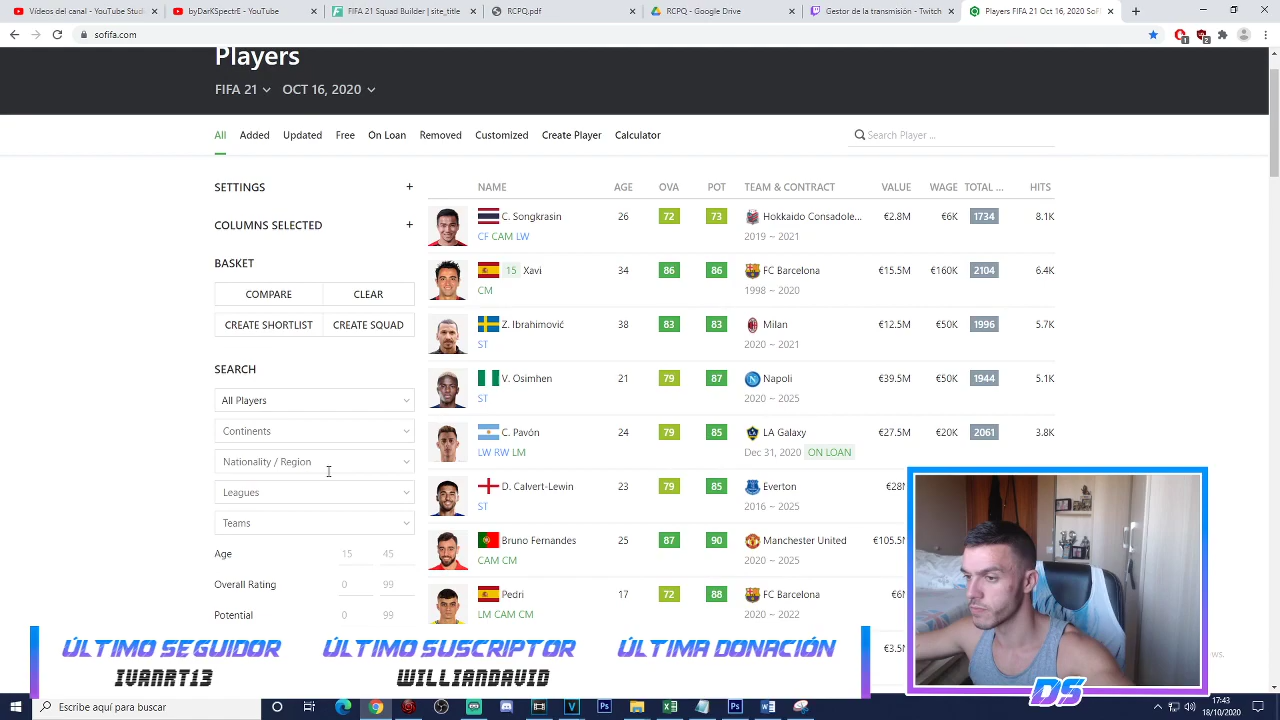 Vídeos del canal - YouTube Stud
byDarKSpectrE - YouTube
FIFA 21 Squad Builder | site_title
RCPQ.pdf
RCPQ - Google Drive
Gestor de la transmisión - Twitch
Players FIFA 21 Oct 16, 2020 SoFI
sofifa.com
Players
FIFA 21 OCT 16, 2020
All Added Updated Free On Loan Removed Customized Create Player Calculator Search Player ...
SETTINGS +
COLUMNS SELECTED +
BASKET
COMPARE CLEAR
CREATE SHORTLIST CREATE SQUAD
SEARCH
All Players
Continents
Nationality / Region
Leagues
Teams
Age 15 45
Overall Rating 0 99
Potential 0 99
NAME AGE OVA POT TEAM & CONTRACT VALUE WAGE TOTAL ... HITS
C. Songkrasin 26 72 73 Hokkaido Consadole... €2.8M €6K 1734 8.1K
CF CAM LW 2019 ~ 2021
15 Xavi 34 86 86 FC Barcelona €160K 2104 6.4K
CM 1998 ~ 2020
Z. Ibrahimović 38 83 83 Milan €50K 1996 5.7K
ST 2020 ~ 2021
V. Osimhen 21 79 87 Napoli €39.5M €50K 1944 5.1K
ST 2020 ~ 2025
C. Pavón 24 79 85 LA Galaxy €27.5M €20K 2061 3.8K
LW RW LM Dec 31, 2020 ON LOAN
D. Calvert-Lewin 23 79 85 Everton €28M
ST 2016 ~ 2025
Bruno Fernandes 25 87 90 Manchester United €105.5M
CAM CM 2020 ~ 2025
Pedri 17 72 88 FC Barcelona €6M
LM CAM CM 2020 ~ 2022
ÚLTIMO SEGUIDOR ÚLTIMO SUSCRIPTOR ÚLTIMA DONACIÓN
IVANRT13 WILLIANDAVID
DS
Escribe aquí para buscar
17:43
18/10/2020